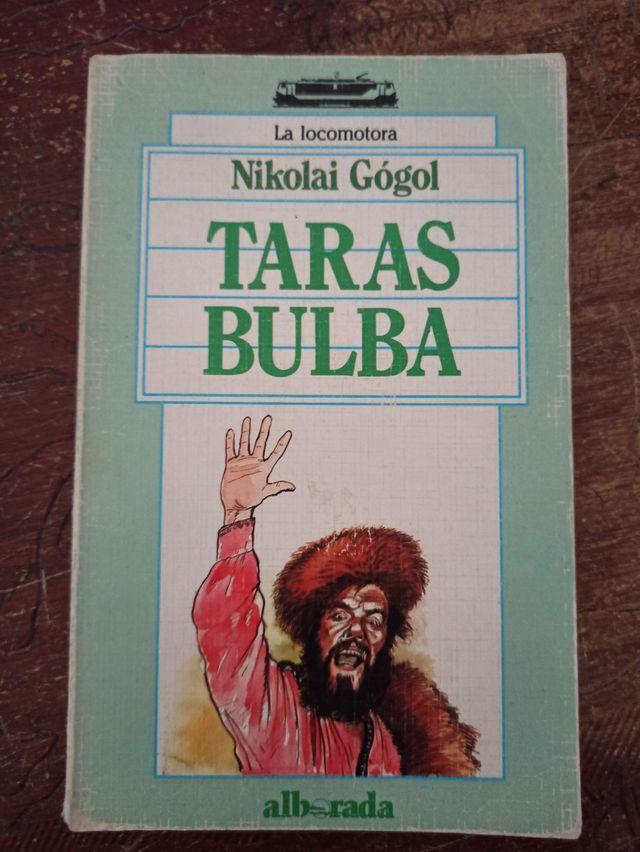 La locomotora
Nikolai Gógol
TARAS
BULBA
alborada